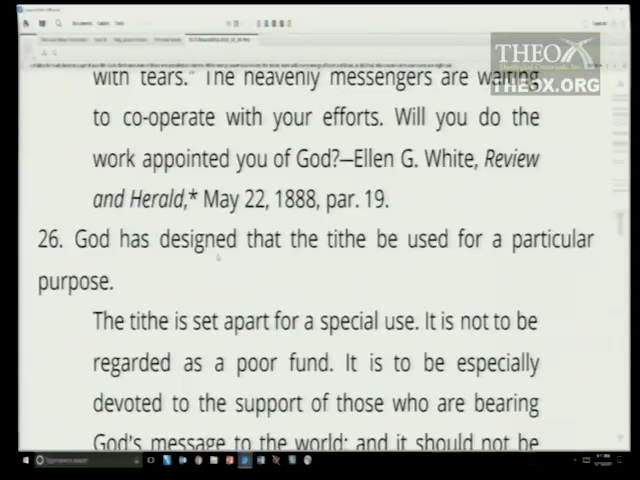 THEOX
THEOX.ORG
with tears." The heavenly messengers are waiting
to co-operate with your efforts. Will you do the
work appointed you of God?—Ellen G. White, Review
and Herald,* May 22, 1888, par. 19.
26. God has designed that the tithe be used for a particular
purpose.
The tithe is set apart for a special use. It is not to be
regarded as a poor fund. It is to be especially
devoted to the support of those who are bearing
God's message to the world; and it should not be